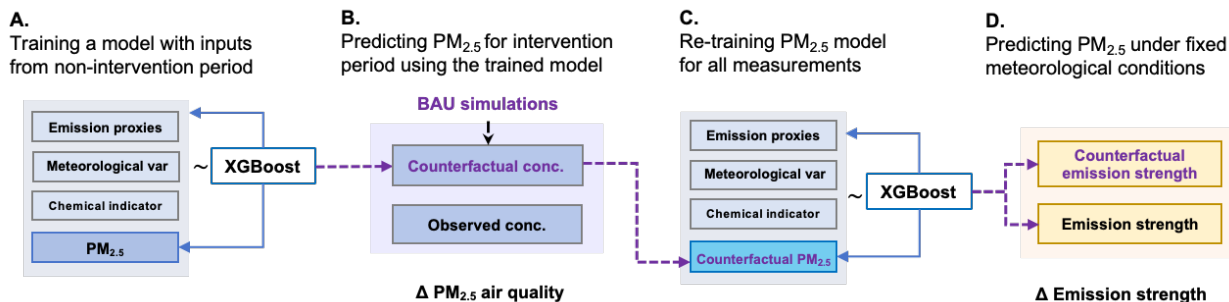 A.
Training a model with inputs
from non-intervention period
Emission proxies
Meteorological var
Chemical indicator
PM2.5
~
XGBoost
B.
Predicting PM2.5 for intervention
period using the trained model
BAU simulations
Counterfactual conc.
Observed conc.
Δ PM2.5 air quality
C.
Re-training PM2.5 model
for all measurements
Emission proxies
Meteorological var
Chemical indicator
Counterfactual PM2.5
~
XGBoost
D.
Predicting PM2.5 under fixed
meteorological conditions
Counterfactual
emission strength
Emission strength
Δ Emission strength